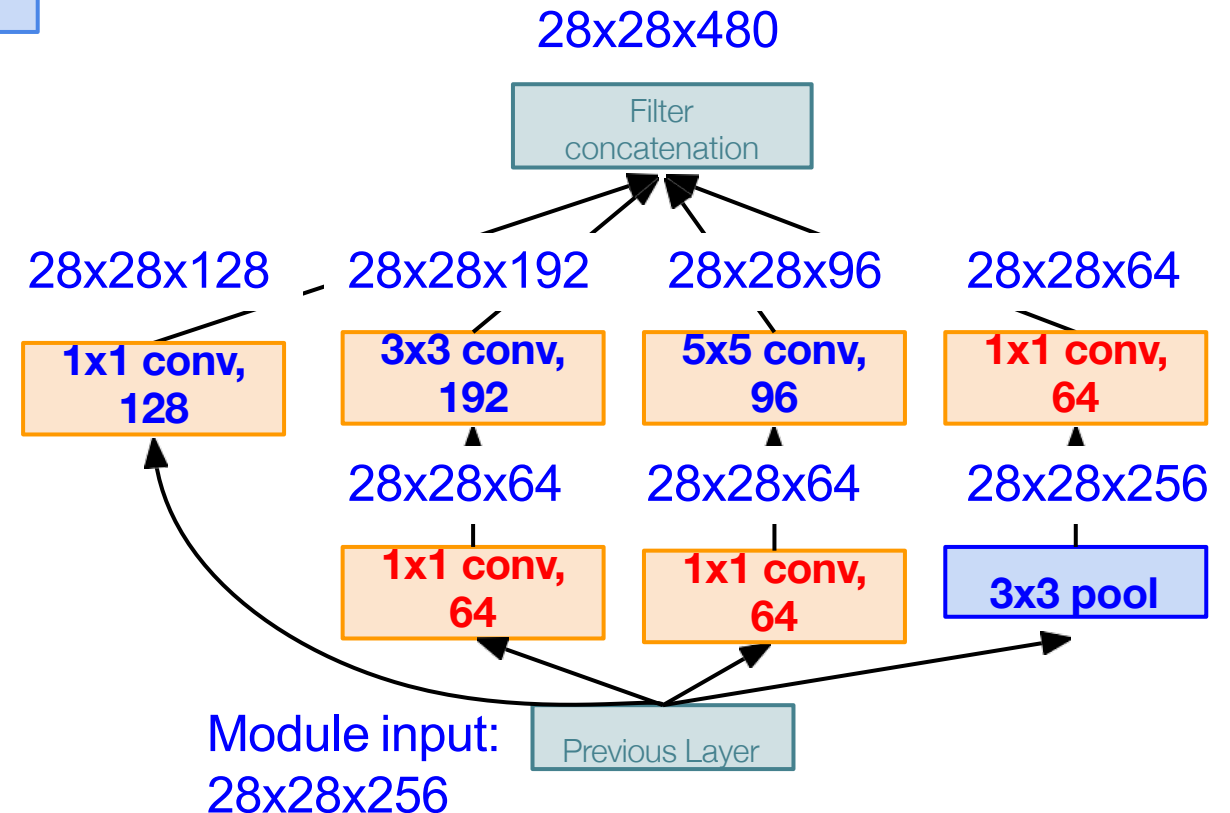 28x28x480
Filter
concatenation
28x28x128
28x28x192
28x28x96
28x28x64
1x1 conv,
128
3x3 conv,
192
5x5 conv,
96
1x1 conv,
64
28x28x64
28x28x64
28x28x256
1x1 conv,
64
1x1 conv,
64
3x3 pool
Module input:
28x28x256
Previous Layer